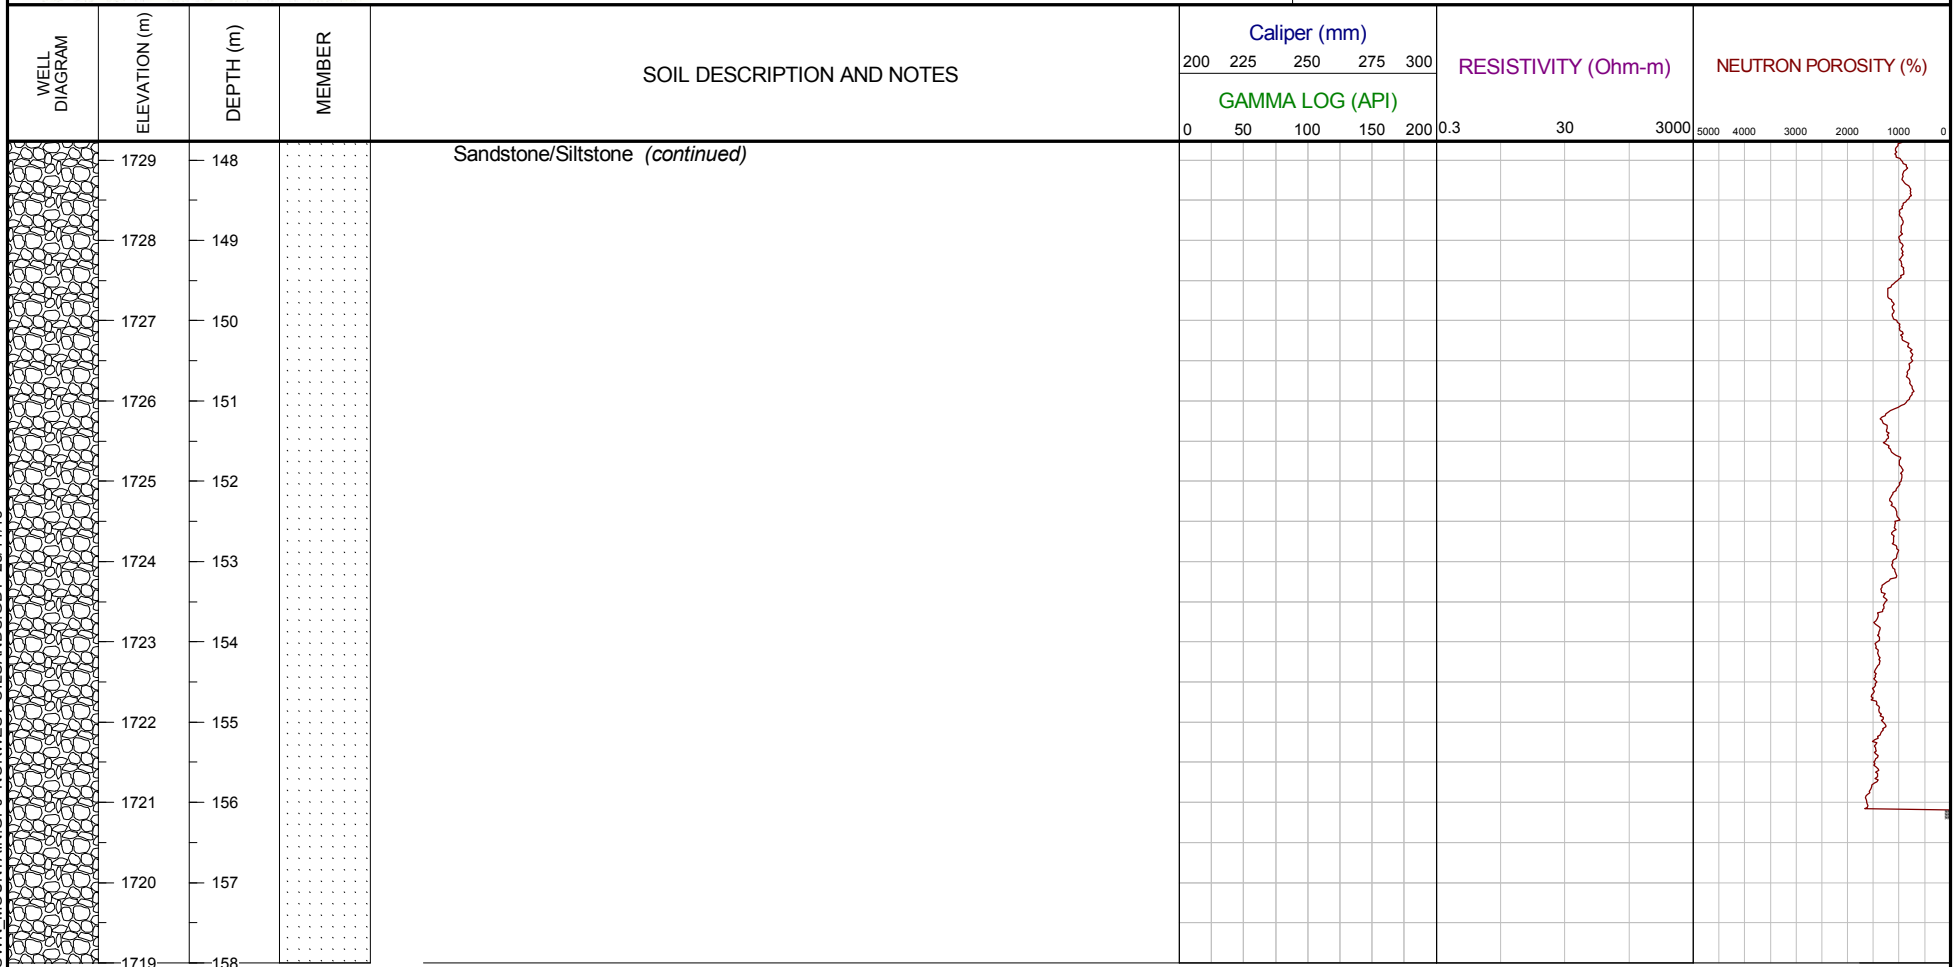 WELL
DIAGRAM
ELEVATION (m)
DEPTH (m)
MEMBER
SOIL DESCRIPTION AND NOTES
Caliper (mm)
200 225 250 275 300
GAMMA LOG (API)
0 50 100 150 200
RESISTIVITY (Ohm-m)
0.3 30 3000
NEUTRON POROSITY (%)
5000 4000 3000 2000 1000 0
Sandstone/Siltstone (continued)
1729 148
1728 149
1727 150
1726 151
1725 152
1724 153
1723 154
1722 155
1721 156
1720 157
1719 158